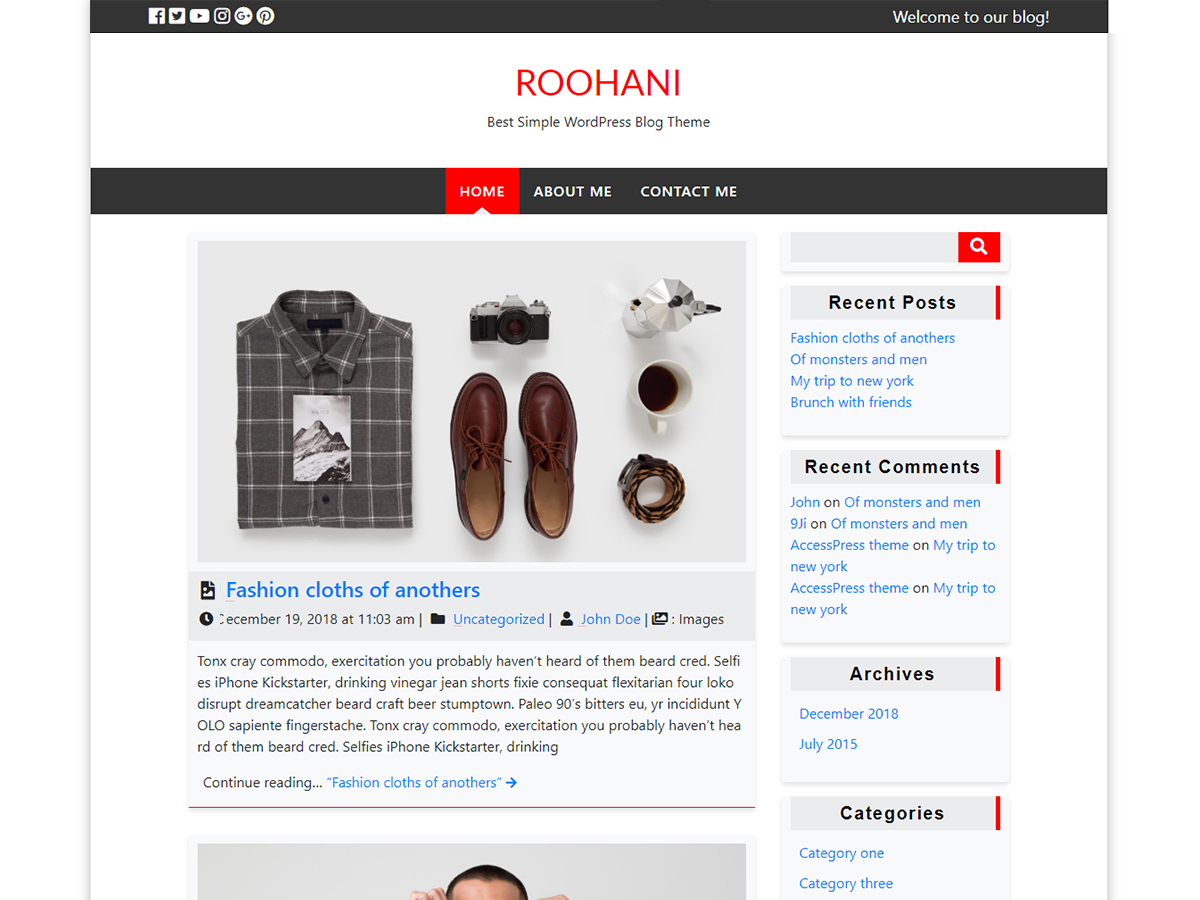 Welcome to our blog!
ROOHANI
Best Simple WordPress Blog Theme
HOME ABOUT ME CONTACT ME
Fashion cloths of anothers
December 19, 2018 at 11:03 am | Uncategorized | John Doe | : Images
Tonx cray commodo, exercitation you probably haven’t heard of them beard cred. Selfi
es iPhone Kickstarter, drinking vinegar jean shorts fixie consequat flexitarian four loko
disrupt dreamcatcher beard craft beer stumptown. Paleo 90’s bitters eu, yr incididunt Y
OLO sapiente fingerstache. Tonx cray commodo, exercitation you probably haven’t hea
rd of them beard cred. Selfies iPhone Kickstarter, drinking
Continue reading... “Fashion cloths of anothers”
Recent Posts
Fashion cloths of anothers
Of monsters and men
My trip to new york
Brunch with friends
Recent Comments
John on Of monsters and men
9Ji on Of monsters and men
AccessPress theme on My trip to
new york
AccessPress theme on My trip to
new york
Archives
December 2018
July 2015
Categories
Category one
Category three